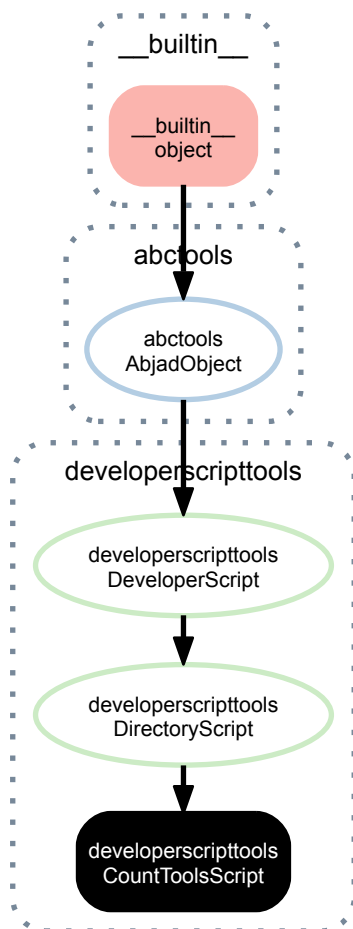 __builtin__
__builtin__
object
abctools
abctools
AbjadObject
developerscripttools
developerscripttools
DeveloperScript
developerscripttools
DirectoryScript
developerscripttools
CountToolsScript